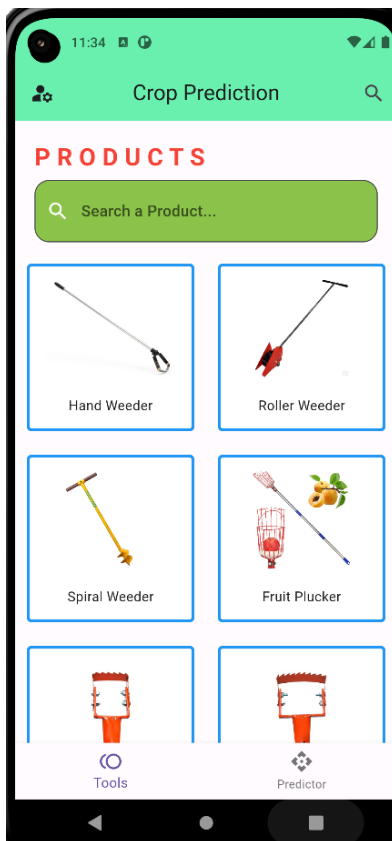 11:34
Crop Prediction
PRODUCTS
Search a Product...
Hand Weeder
Roller Weeder
Spiral Weeder
Fruit Plucker
Tools
Predictor